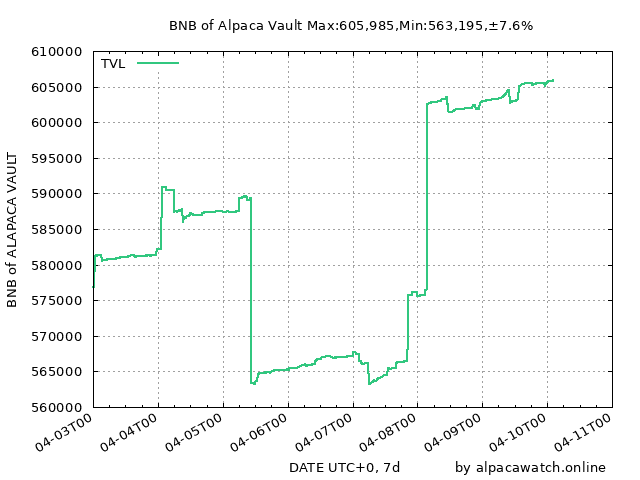 BNB of Alpaca Vault Max:605,985,Min:563,195,±7.6%
TVL
BNB of ALAPACA VAULT
610000
605000
600000
595000
590000
585000
580000
575000
570000
565000
560000
04-03T00
04-04T00
04-05T00
04-06T00
04-07T00
04-08T00
04-09T00
04-10T00
04-11T00
DATE UTC+0, 7d
by alpacawatch.online